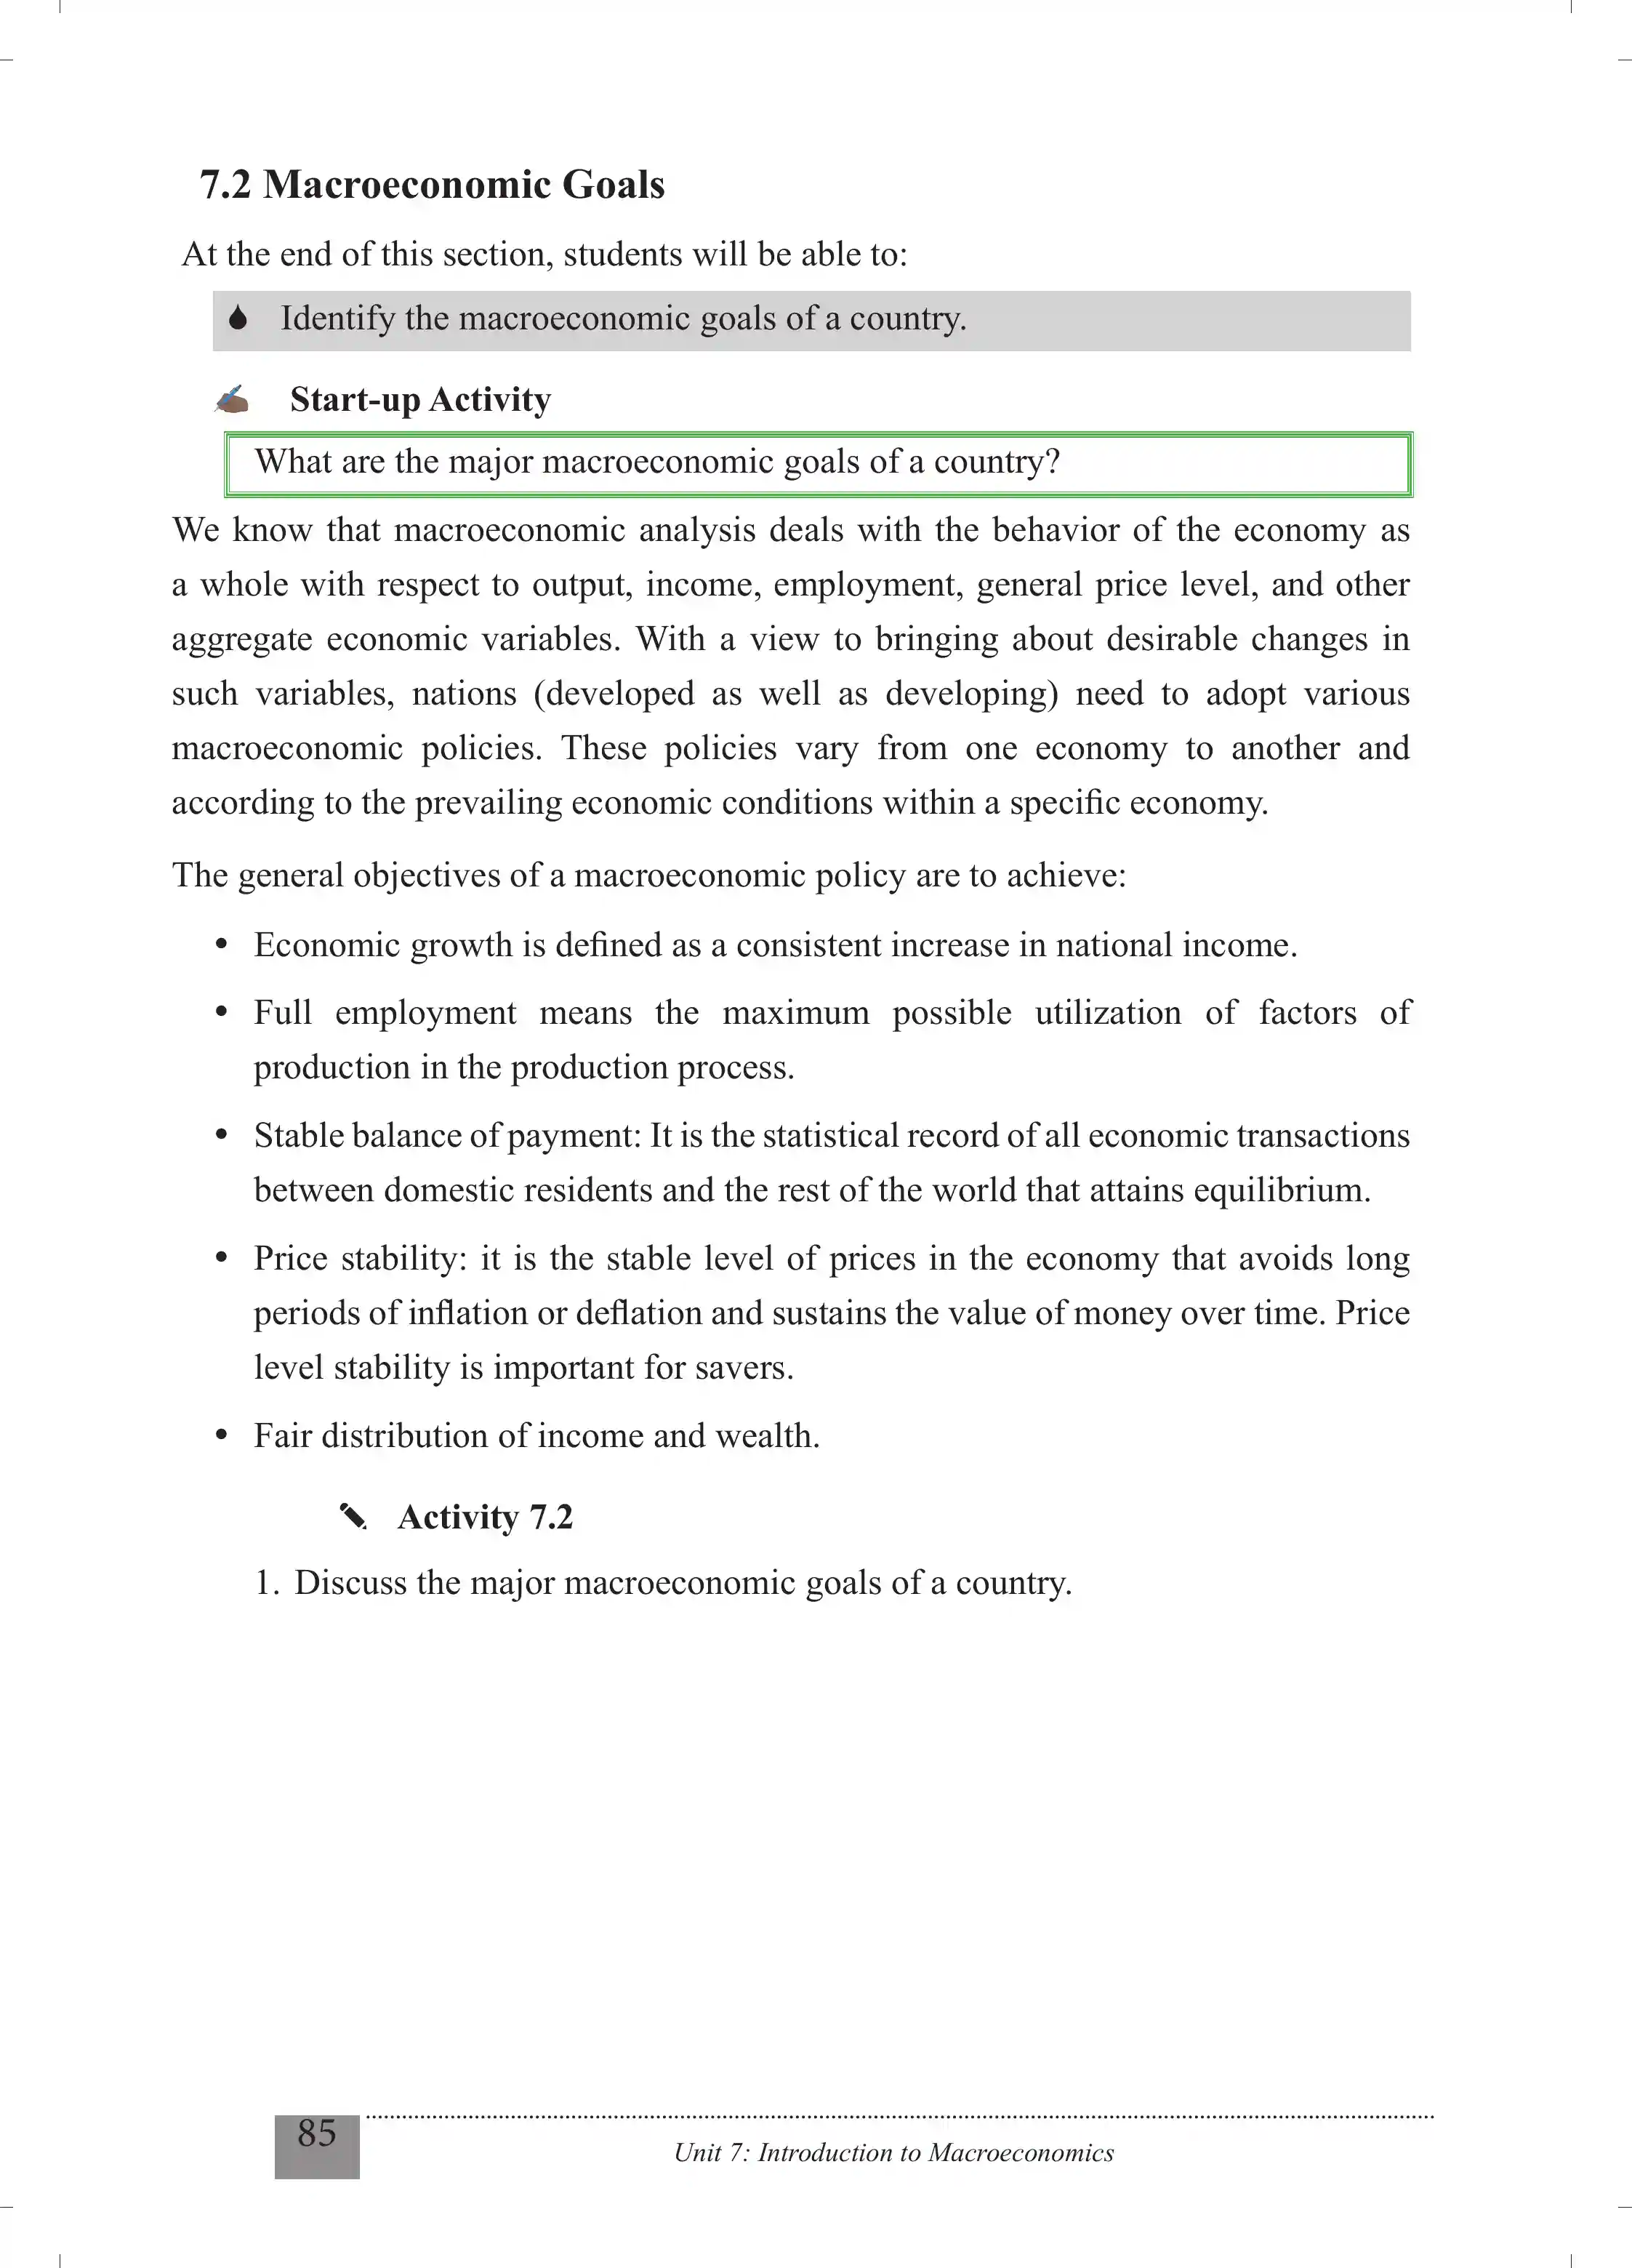 7.2 Macroeconomic Goals
At the end of this section, students will be able to:
Identify the macroeconomic goals of a country.
Start-up Activity
What are the major macroeconomic goals of a country?
We know that macroeconomic analysis deals with the behavior of the economy as
a whole with respect to output, income, employment, general price level, and other
aggregate economic variables. With a view to bringing about desirable changes in
such variables, nations (developed as well as developing) need to adopt various
macroeconomic policies. These policies vary from one economy to another and
according to the prevailing economic conditions within a specific economy.
The general objectives of a macroeconomic policy are to achieve:
• Economic growth is defined as a consistent increase in national income.
• Full employment means the maximum possible utilization of factors of
production in the production process.
• Stable balance of payment: It is the statistical record of all economic transactions
between domestic residents and the rest of the world that attains equilibrium.
• Price stability: it is the stable level of prices in the economy that avoids long
periods of inflation or deflation and sustains the value of money over time. Price
level stability is important for savers.
• Fair distribution of income and wealth.
Activity 7.2
1. Discuss the major macroeconomic goals of a country.
85
Unit 7: Introduction to Macroeconomics